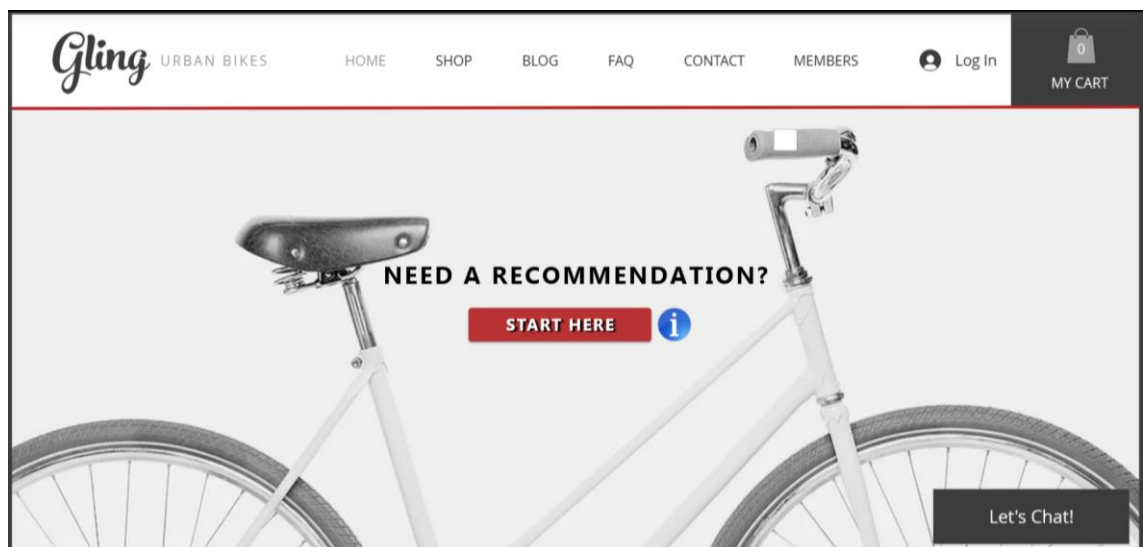 Gling URBAN BIKES HOME SHOP BLOG FAQ CONTACT MEMBERS Log In
0
MY CART
NEED A RECOMMENDATION?
START HERE i
Let's Chat!